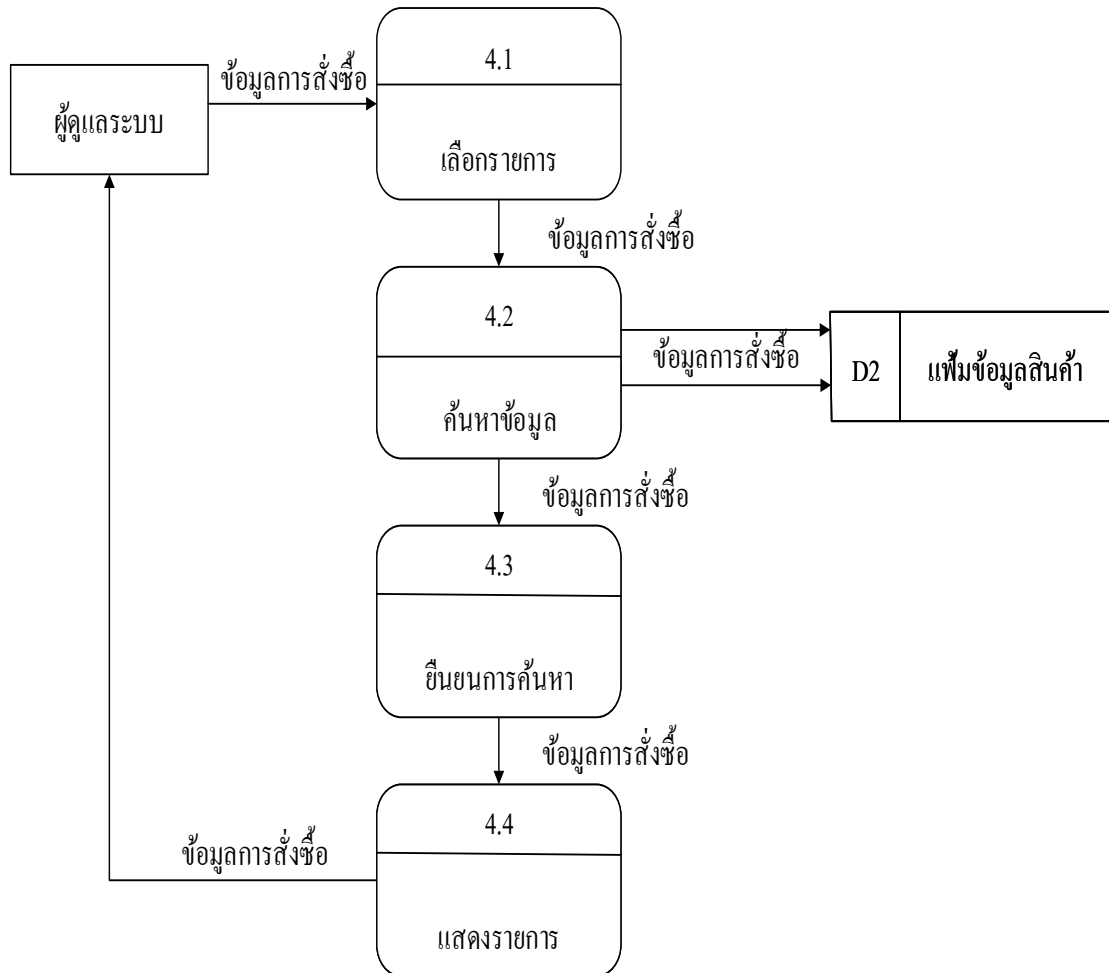 4.1
ข้อมูลการสั่งซื้อ
ผู้ดูแลระบบ
เลือกรายการ
ข้อมูลการสั่งซื้อ
4.2
ข้อมูลการสั่งซื้อ
D2 แฟ้มข้อมูลสินค้า
ค้นหาข้อมูล
ข้อมูลการสั่งซื้อ
4.3
ยืนยนการค้นหา
ข้อมูลการสั่งซื้อ
4.4
ข้อมูลการสั่งซื้อ
แสดงรายการ